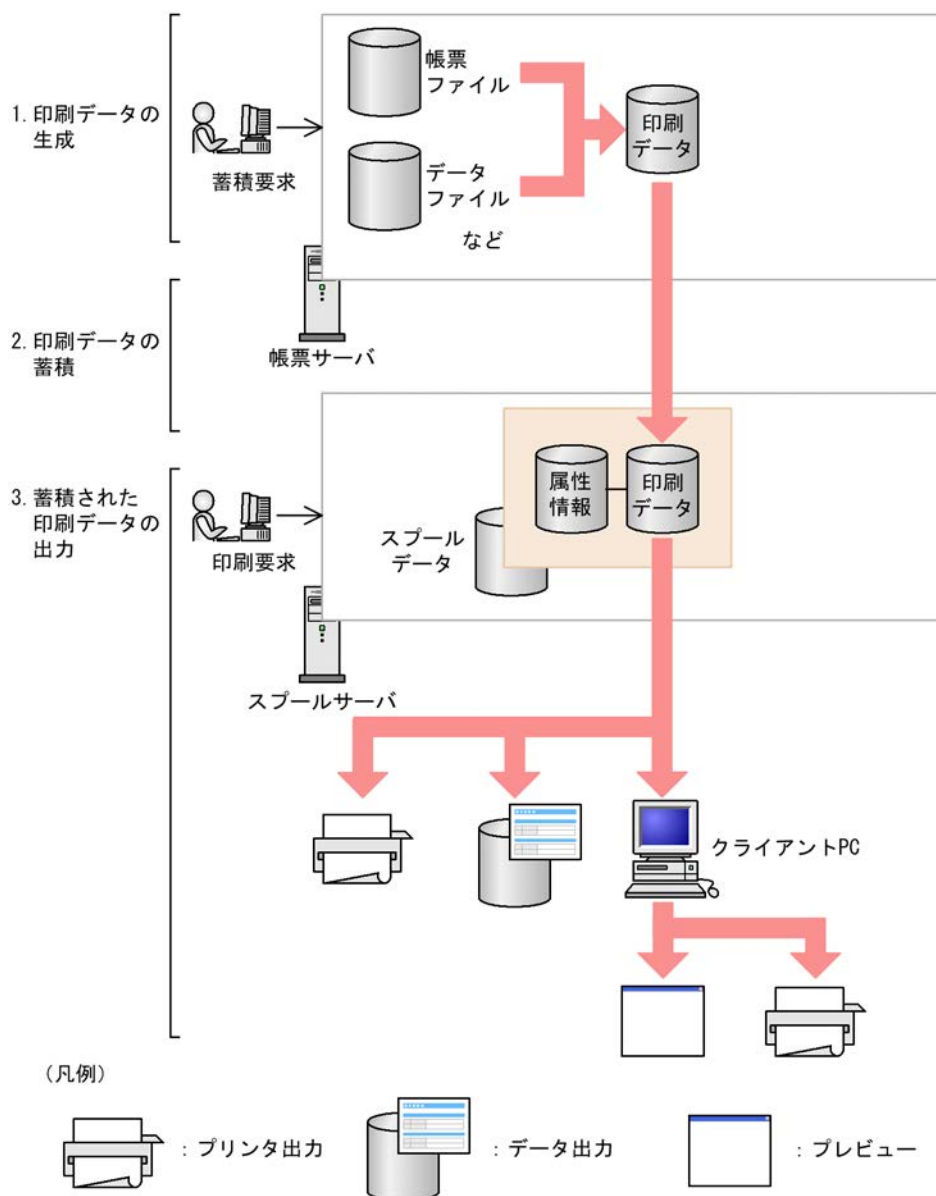 1. 印刷データの
生成
蓄積要求
帳票
ファイル
データ
ファイル
など
印刷
データ
帳票サーバ
2. 印刷データの
蓄積
3. 蓄積された
印刷データの
出力
印刷要求
スプール
データ
属性
情報
印刷
データ
スプールサーバ
クライアントPC
(凡例)
：プリンタ出力
：データ出力
：プレビュー